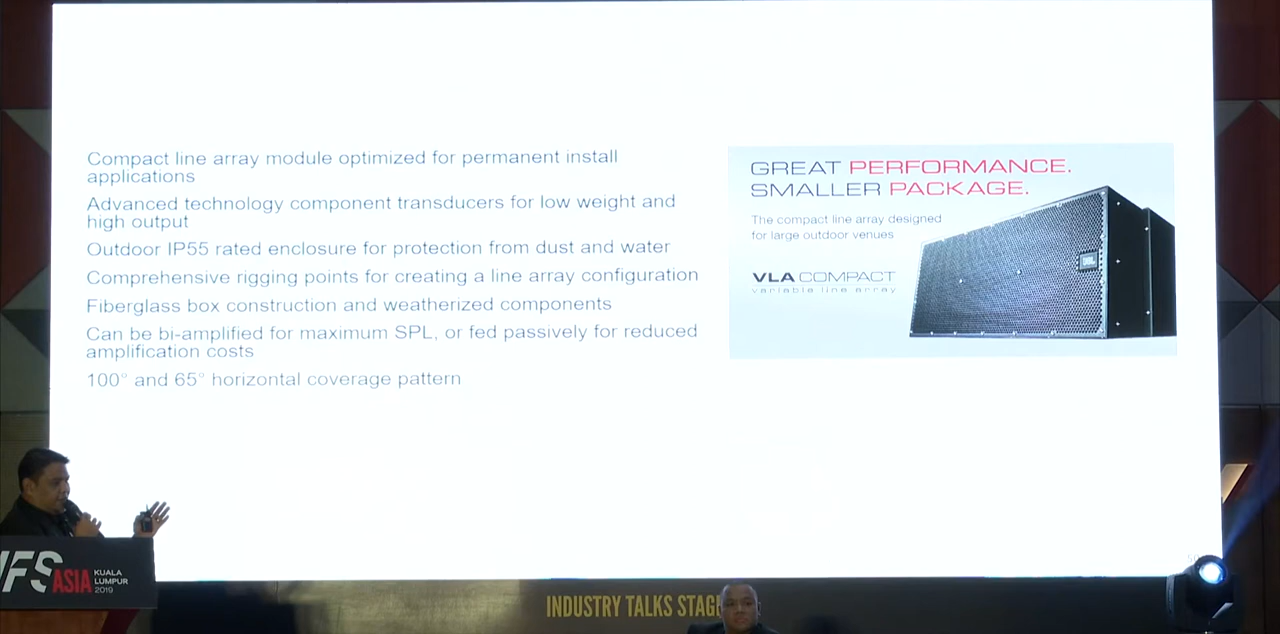 Compact line array module optimized for permanent install
applications
Advanced technology component transducers for low weight and
high output
Outdoor IP55 rated enclosure for protection from dust and water
Comprehensive rigging points for creating a line array configuration
Fiberglass box construction and weatherized components
Can be bi-amplified for maximum SPL, or fed passively for reduced
amplification costs
100° and 65° horizontal coverage pattern
GREAT PERFORMANCE.
SMALLER PACKAGE.
The compact line array designed
for large outdoor venues
VLA COMPACT
variable line array
JBL
IFS ASIA KUALA
LUMPUR
2019
INDUSTRY TALKS STAGE